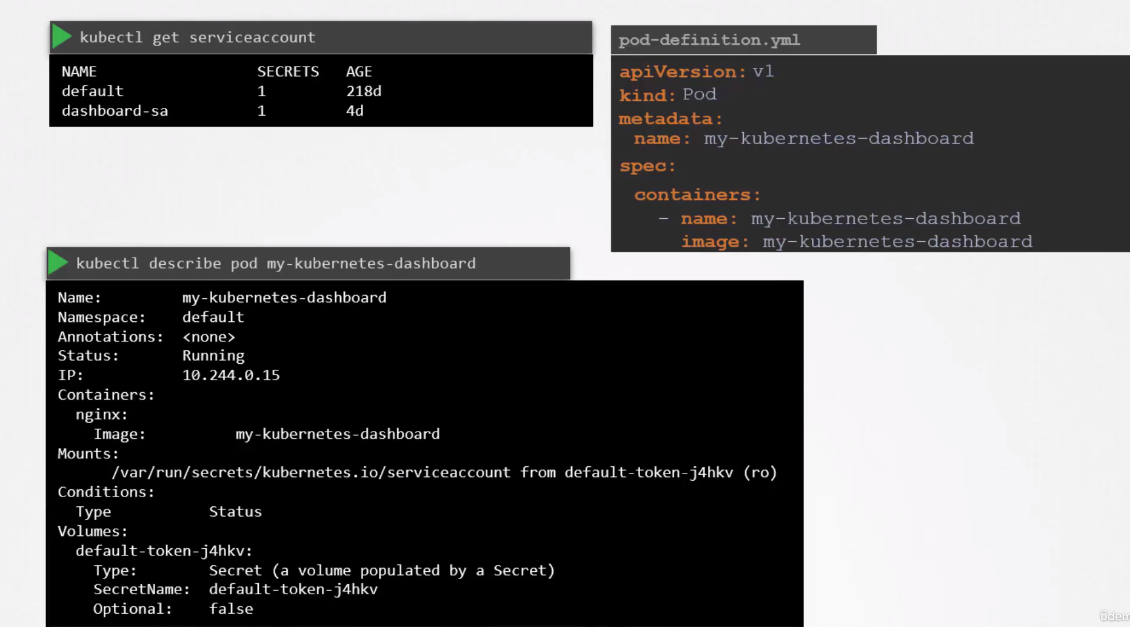 kubectl get serviceaccount
NAME SECRETS AGE
default 1 218d
dashboard-sa 1 4d
pod-definition.yml
apiVersion: v1
kind: Pod
metadata:
name: my-kubernetes-dashboard
spec:
containers:
- name: my-kubernetes-dashboard
image: my-kubernetes-dashboard
kubectl describe pod my-kubernetes-dashboard
Name: my-kubernetes-dashboard
Namespace: default
Annotations: <none>
Status: Running
IP: 10.244.0.15
Containers:
nginx:
Image: my-kubernetes-dashboard
Mounts:
/var/run/secrets/kubernetes.io/serviceaccount from default-token-j4hkv (ro)
Conditions:
Type Status
Volumes:
default-token-j4hkv:
Type: Secret (a volume populated by a Secret)
SecretName: default-token-j4hkv
Optional: false